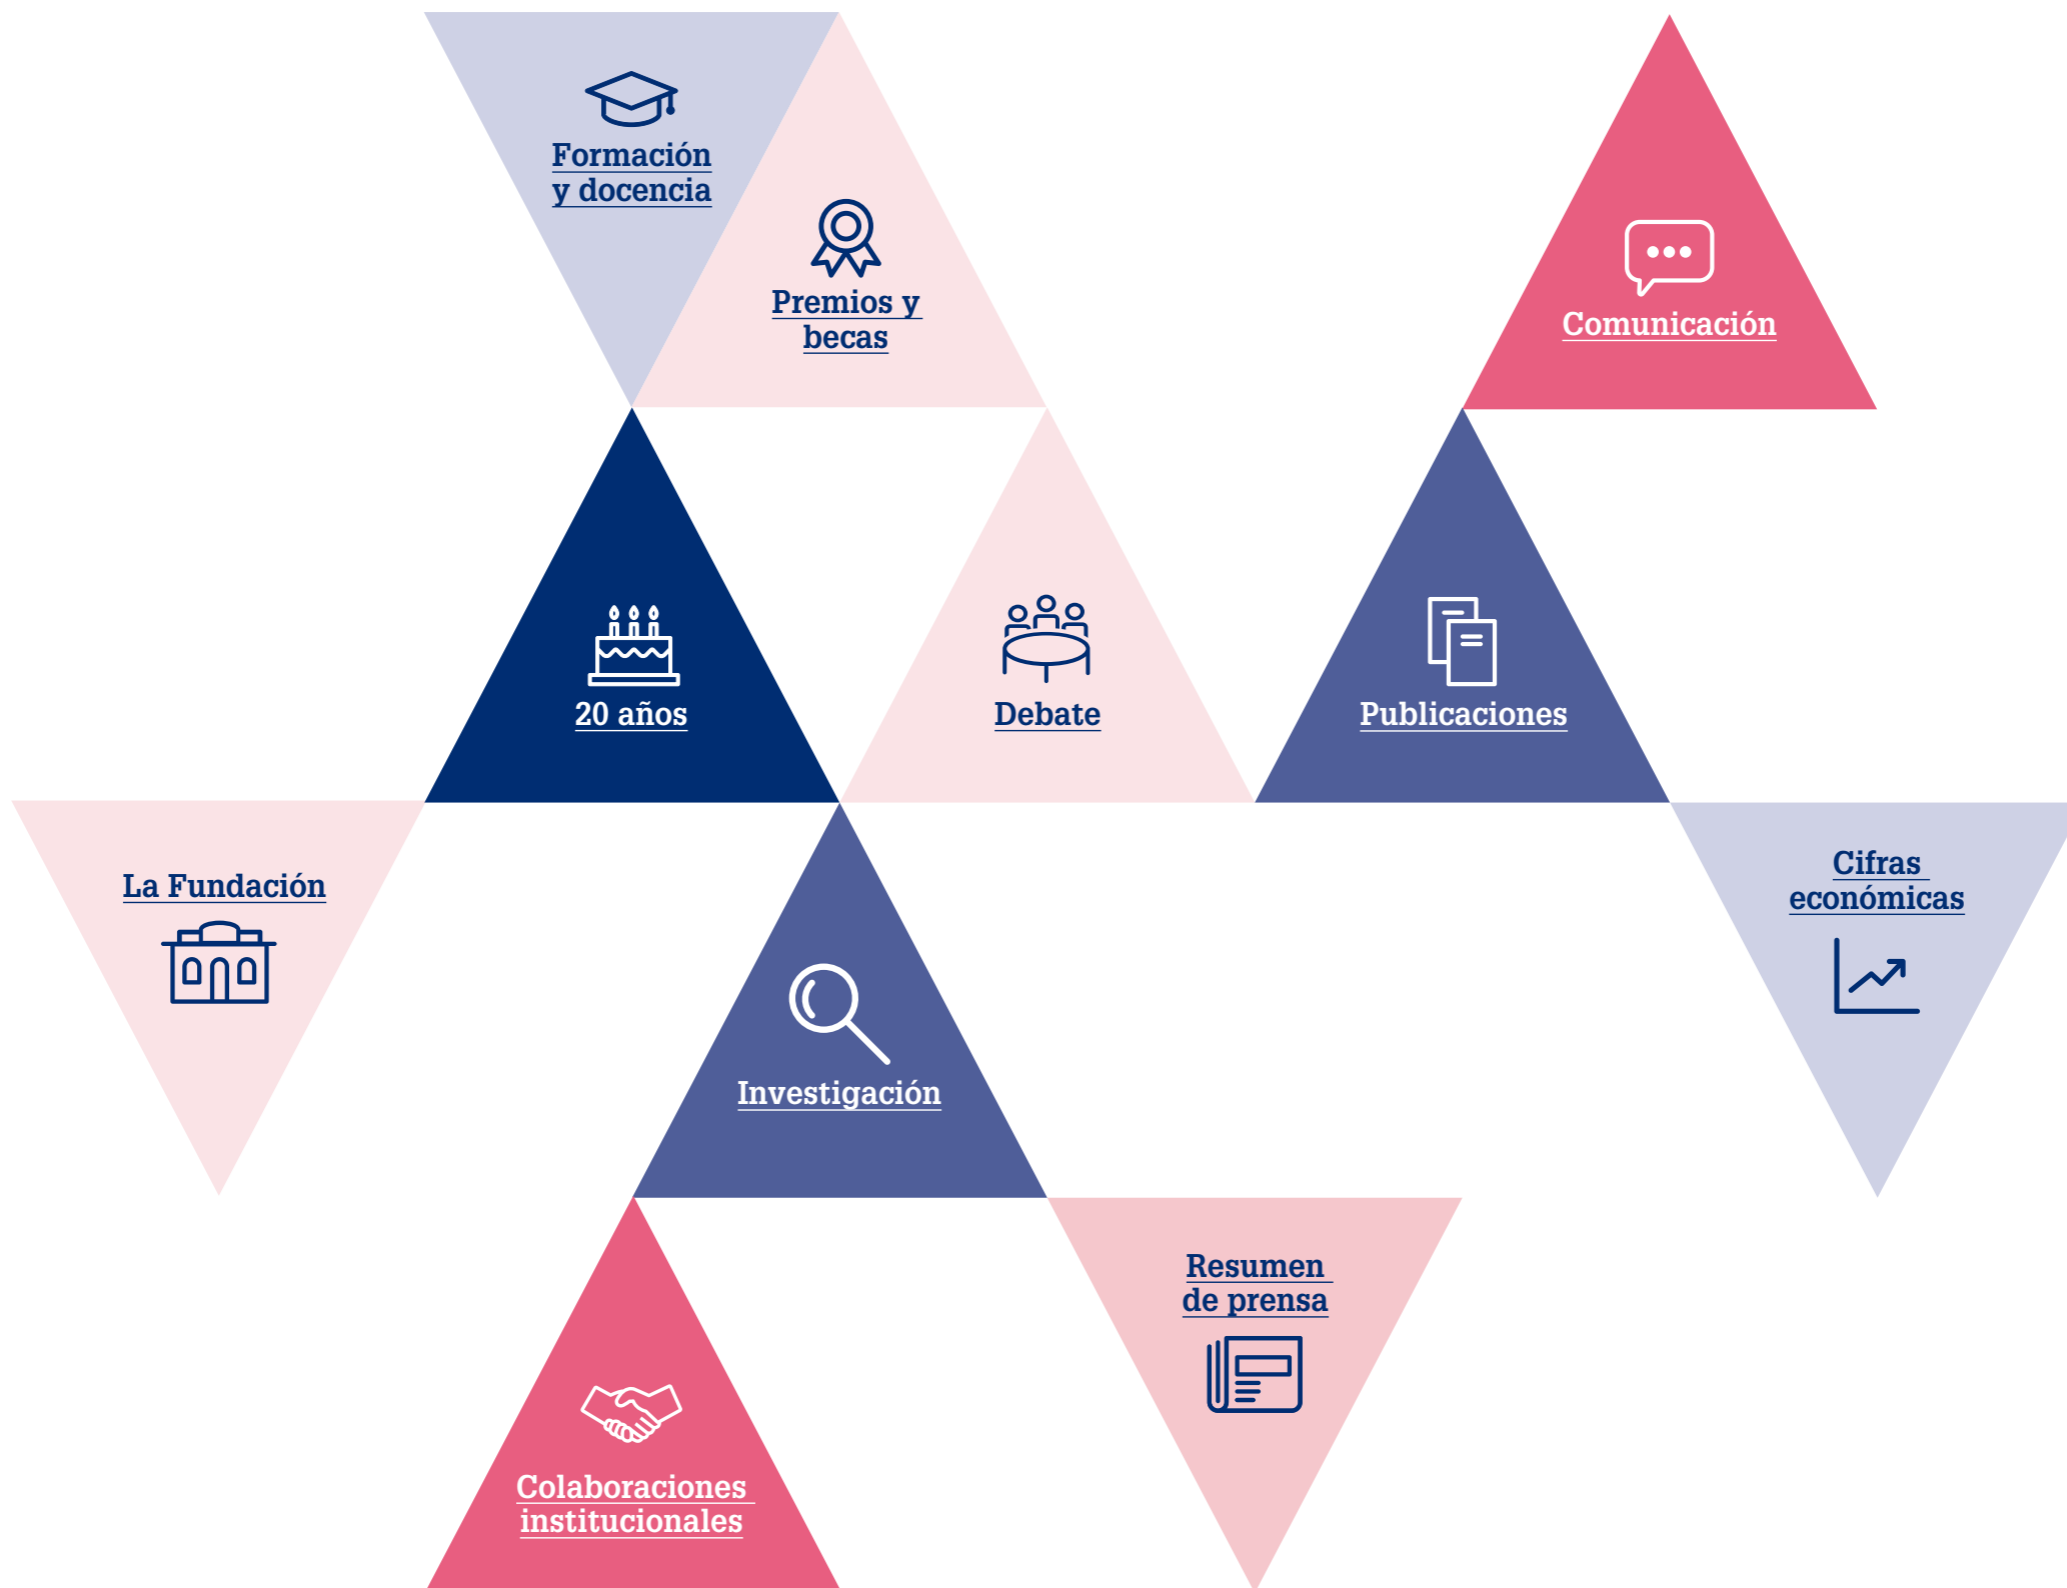 Formación
y docencia
Premios y
becas
Comunicación
20 años
Debate
Publicaciones
La Fundación
Cifras
económicas
Investigación
Resumen
de prensa
Colaboraciones
institucionales